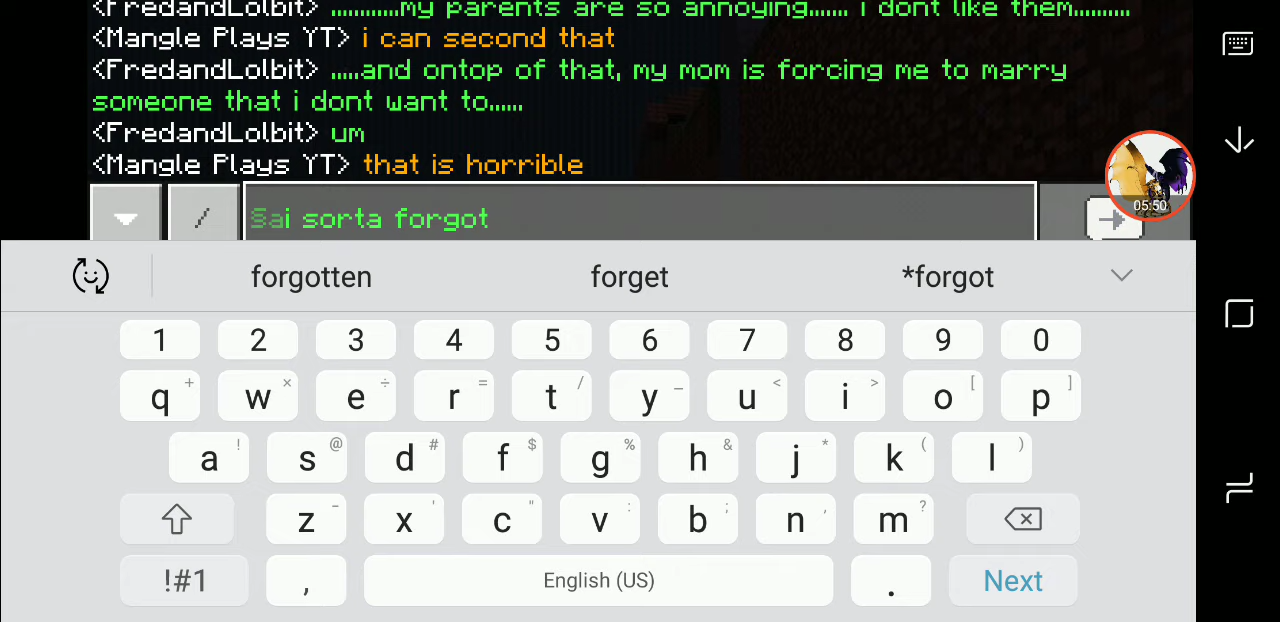 <FredandLolbit> ............my parents are so annoying....... i dont like them..........
<Mangle Plays YT> i can second that
<FredandLolbit> .....and ontop of that, my mom is forcing me to marry
someone that i dont want to......
<FredandLolbit> um
<Mangle Plays YT> that is horrible
/ i sorta forgot
05:50
forgotten forget *forgot
1 2 3 4 5 6 7 8 9 0
q + w × e ÷ r = t / y _ u < i > o [ p ]
a ! s @ d # f $ g % h & j * k ( l )
z - x ' c " v : b ; n , m ?
!#1 , English (US) . Next